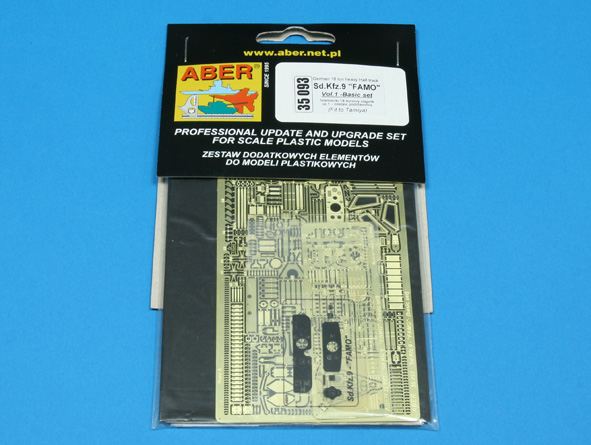 www.aber.net.pl
ABER
SINCE 1995
35 093
German 18 ton heavy Half-track
Sd.Kfz.9 "FAMO"
Vol.1 -Basic set
(Fit to Tamiya)
PROFESSIONAL UPDATE AND UPGRADE SET
FOR SCALE PLASTIC MODELS
ZESTAW DODATKOWYCH ELEMENTÓW
DO MODELI PLASTIKOWYCH
Sd.Kfz.9 - "FAMO"